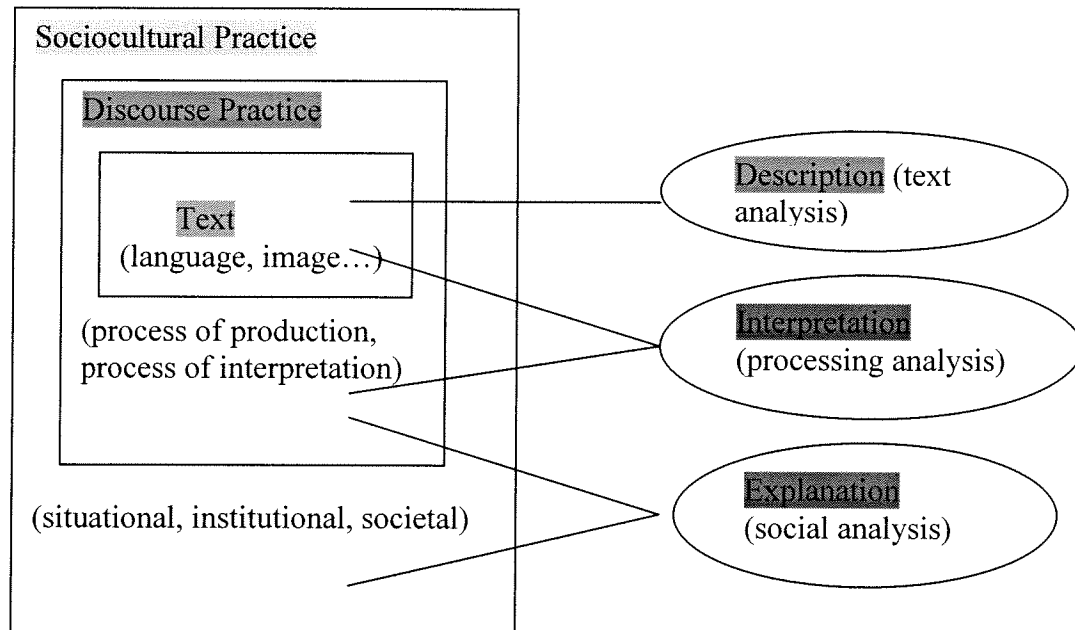 Sociocultural Practice
Discourse Practice
Text
(language, image…)
(process of production,
process of interpretation)
(situational, institutional, societal)
Description (text
analysis)
Interpretation
(processing analysis)
Explanation
(social analysis)